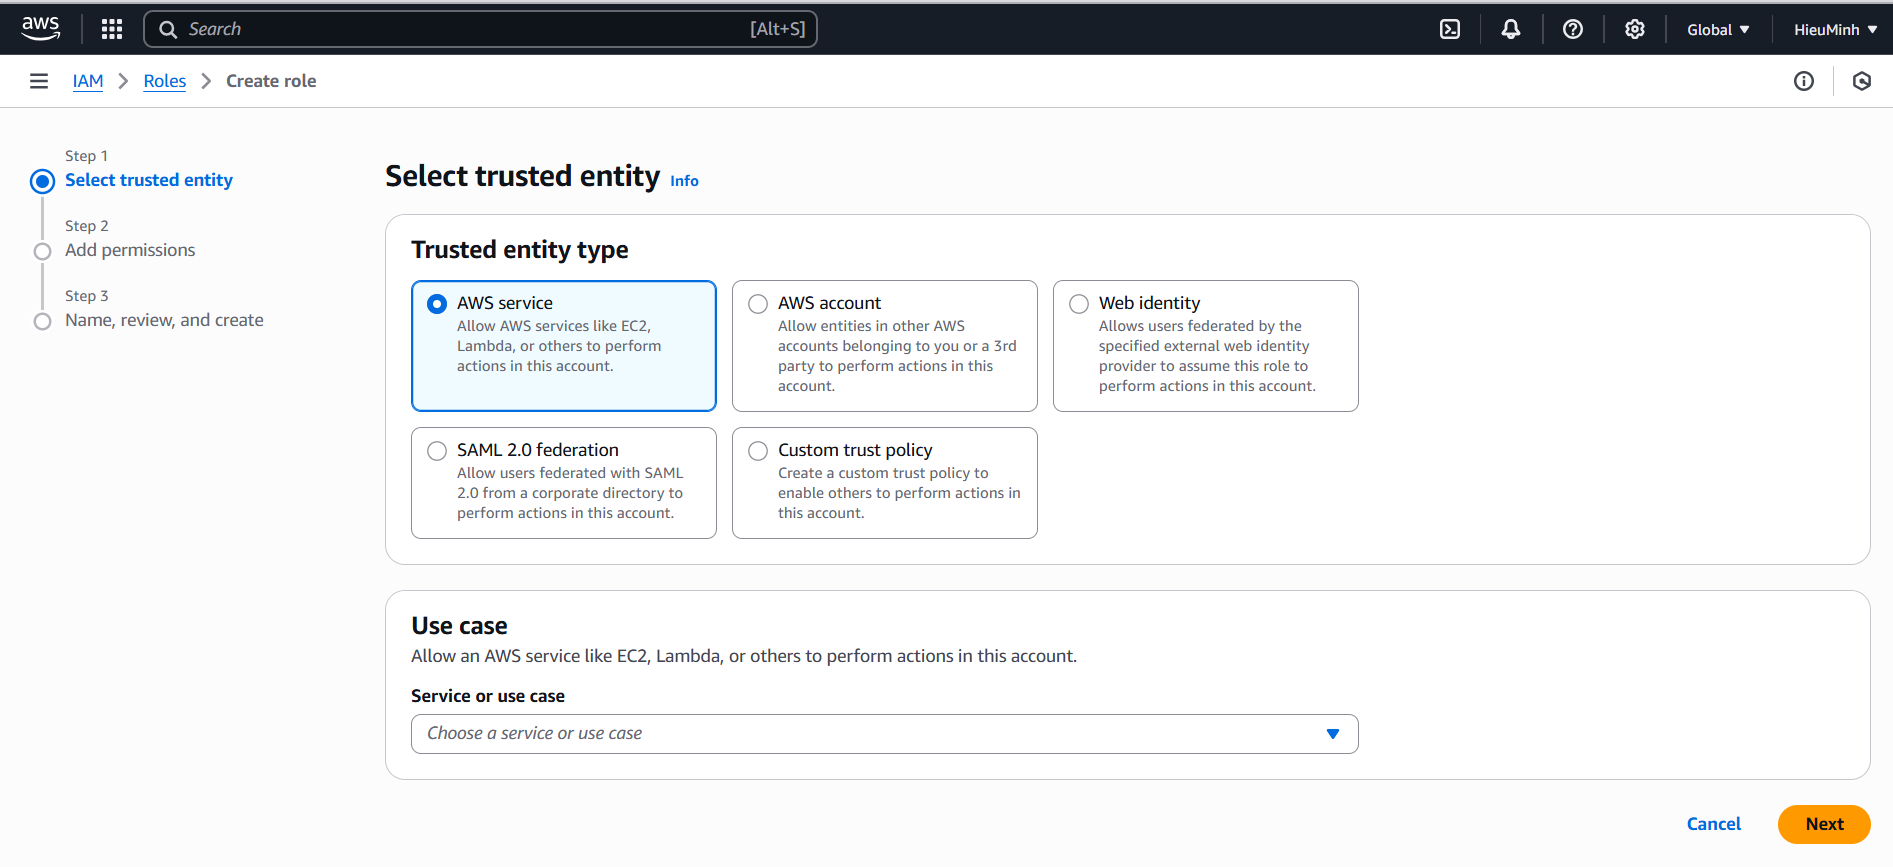 aws
Search
[Alt+S]
Global
HieuMinh
IAM
Roles
Create role
Step 1
Select trusted entity
Step 2
Add permissions
Step 3
Name, review, and create
Select trusted entity Info
Trusted entity type
AWS service
Allow AWS services like EC2,
Lambda, or others to perform
actions in this account.
AWS account
Allow entities in other AWS
accounts belonging to you or a 3rd
party to perform actions in this
account.
Web identity
Allows users federated by the
specified external web identity
provider to assume this role to
perform actions in this account.
SAML 2.0 federation
Allow users federated with SAML
2.0 from a corporate directory to
perform actions in this account.
Custom trust policy
Create a custom trust policy to
enable others to perform actions in
this account.
Use case
Allow an AWS service like EC2, Lambda, or others to perform actions in this account.
Service or use case
Choose a service or use case
Cancel
Next